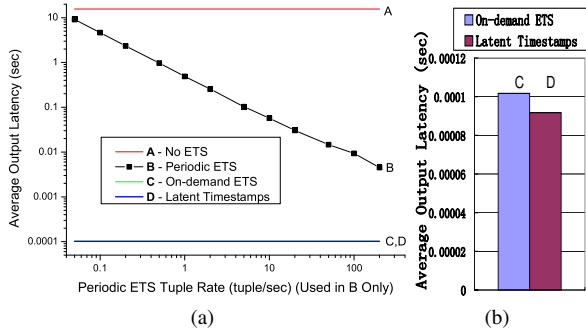 10
1
0.1
0.01
0.001
0.0001
Average Output Latency (sec)
A
B
C,D
A - No ETS
B - Periodic ETS
C - On-demand ETS
D - Latent Timestamps
0.1
1
10
100
Periodic ETS Tuple Rate (tuple/sec) (Used in B Only)
(a)
On-demand ETS
Latent Timestamps
Average Output Latency (sec)
0.00012
0.0001
0.00008
0.00006
0.00004
0.00002
0
C D
(b)